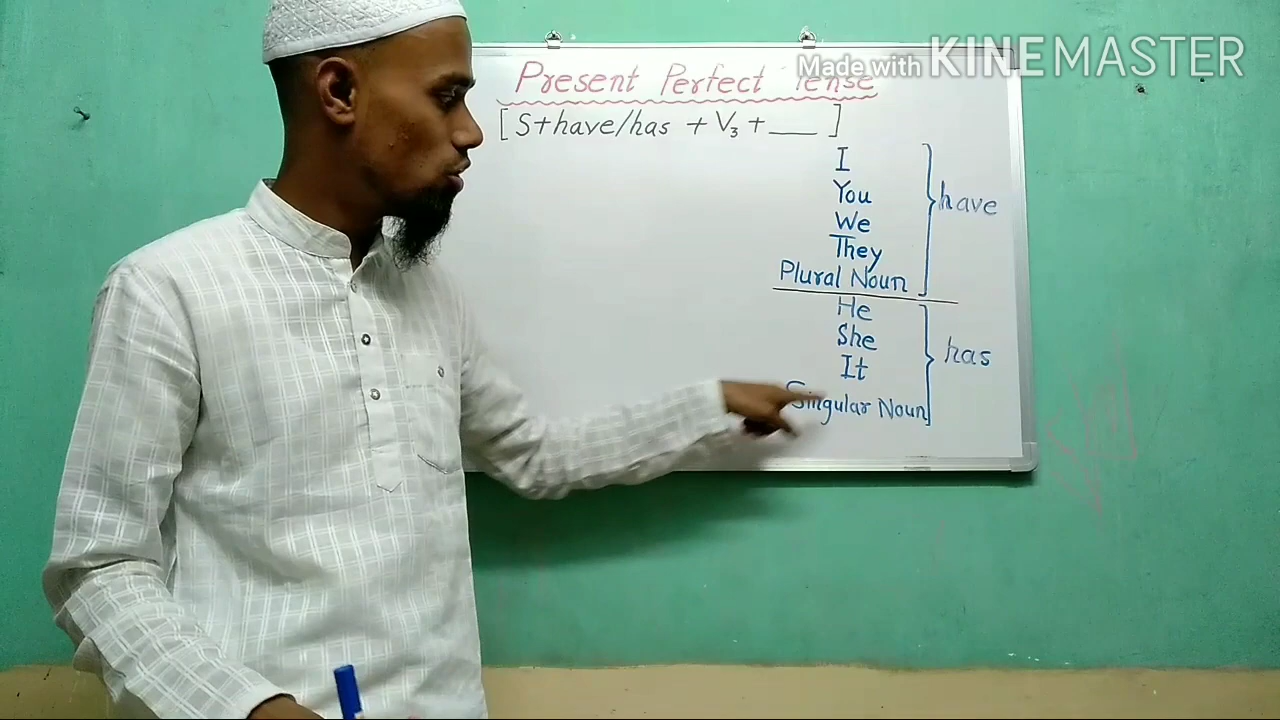 Made with KINEMASTER
Present Perfect Tense
[ S+have/has + V₃ + ___ ]
I
You
We
They
Plural Noun
have
He
She
It
Singular Noun
has